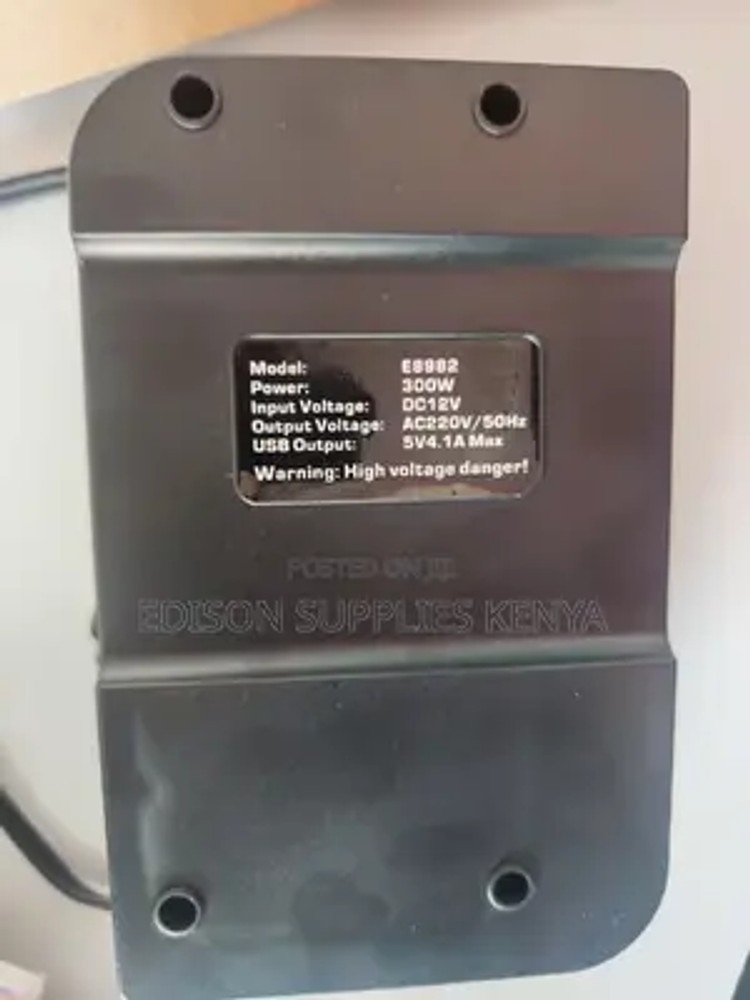 Model: E8982
Power: 300W
Input Voltage: DC12V
Output Voltage: AC220V/50Hz
USB Output: 5V4.1A Max
Warning: High voltage danger!
POSTED ON
EDISON SUPPLIES KENYA